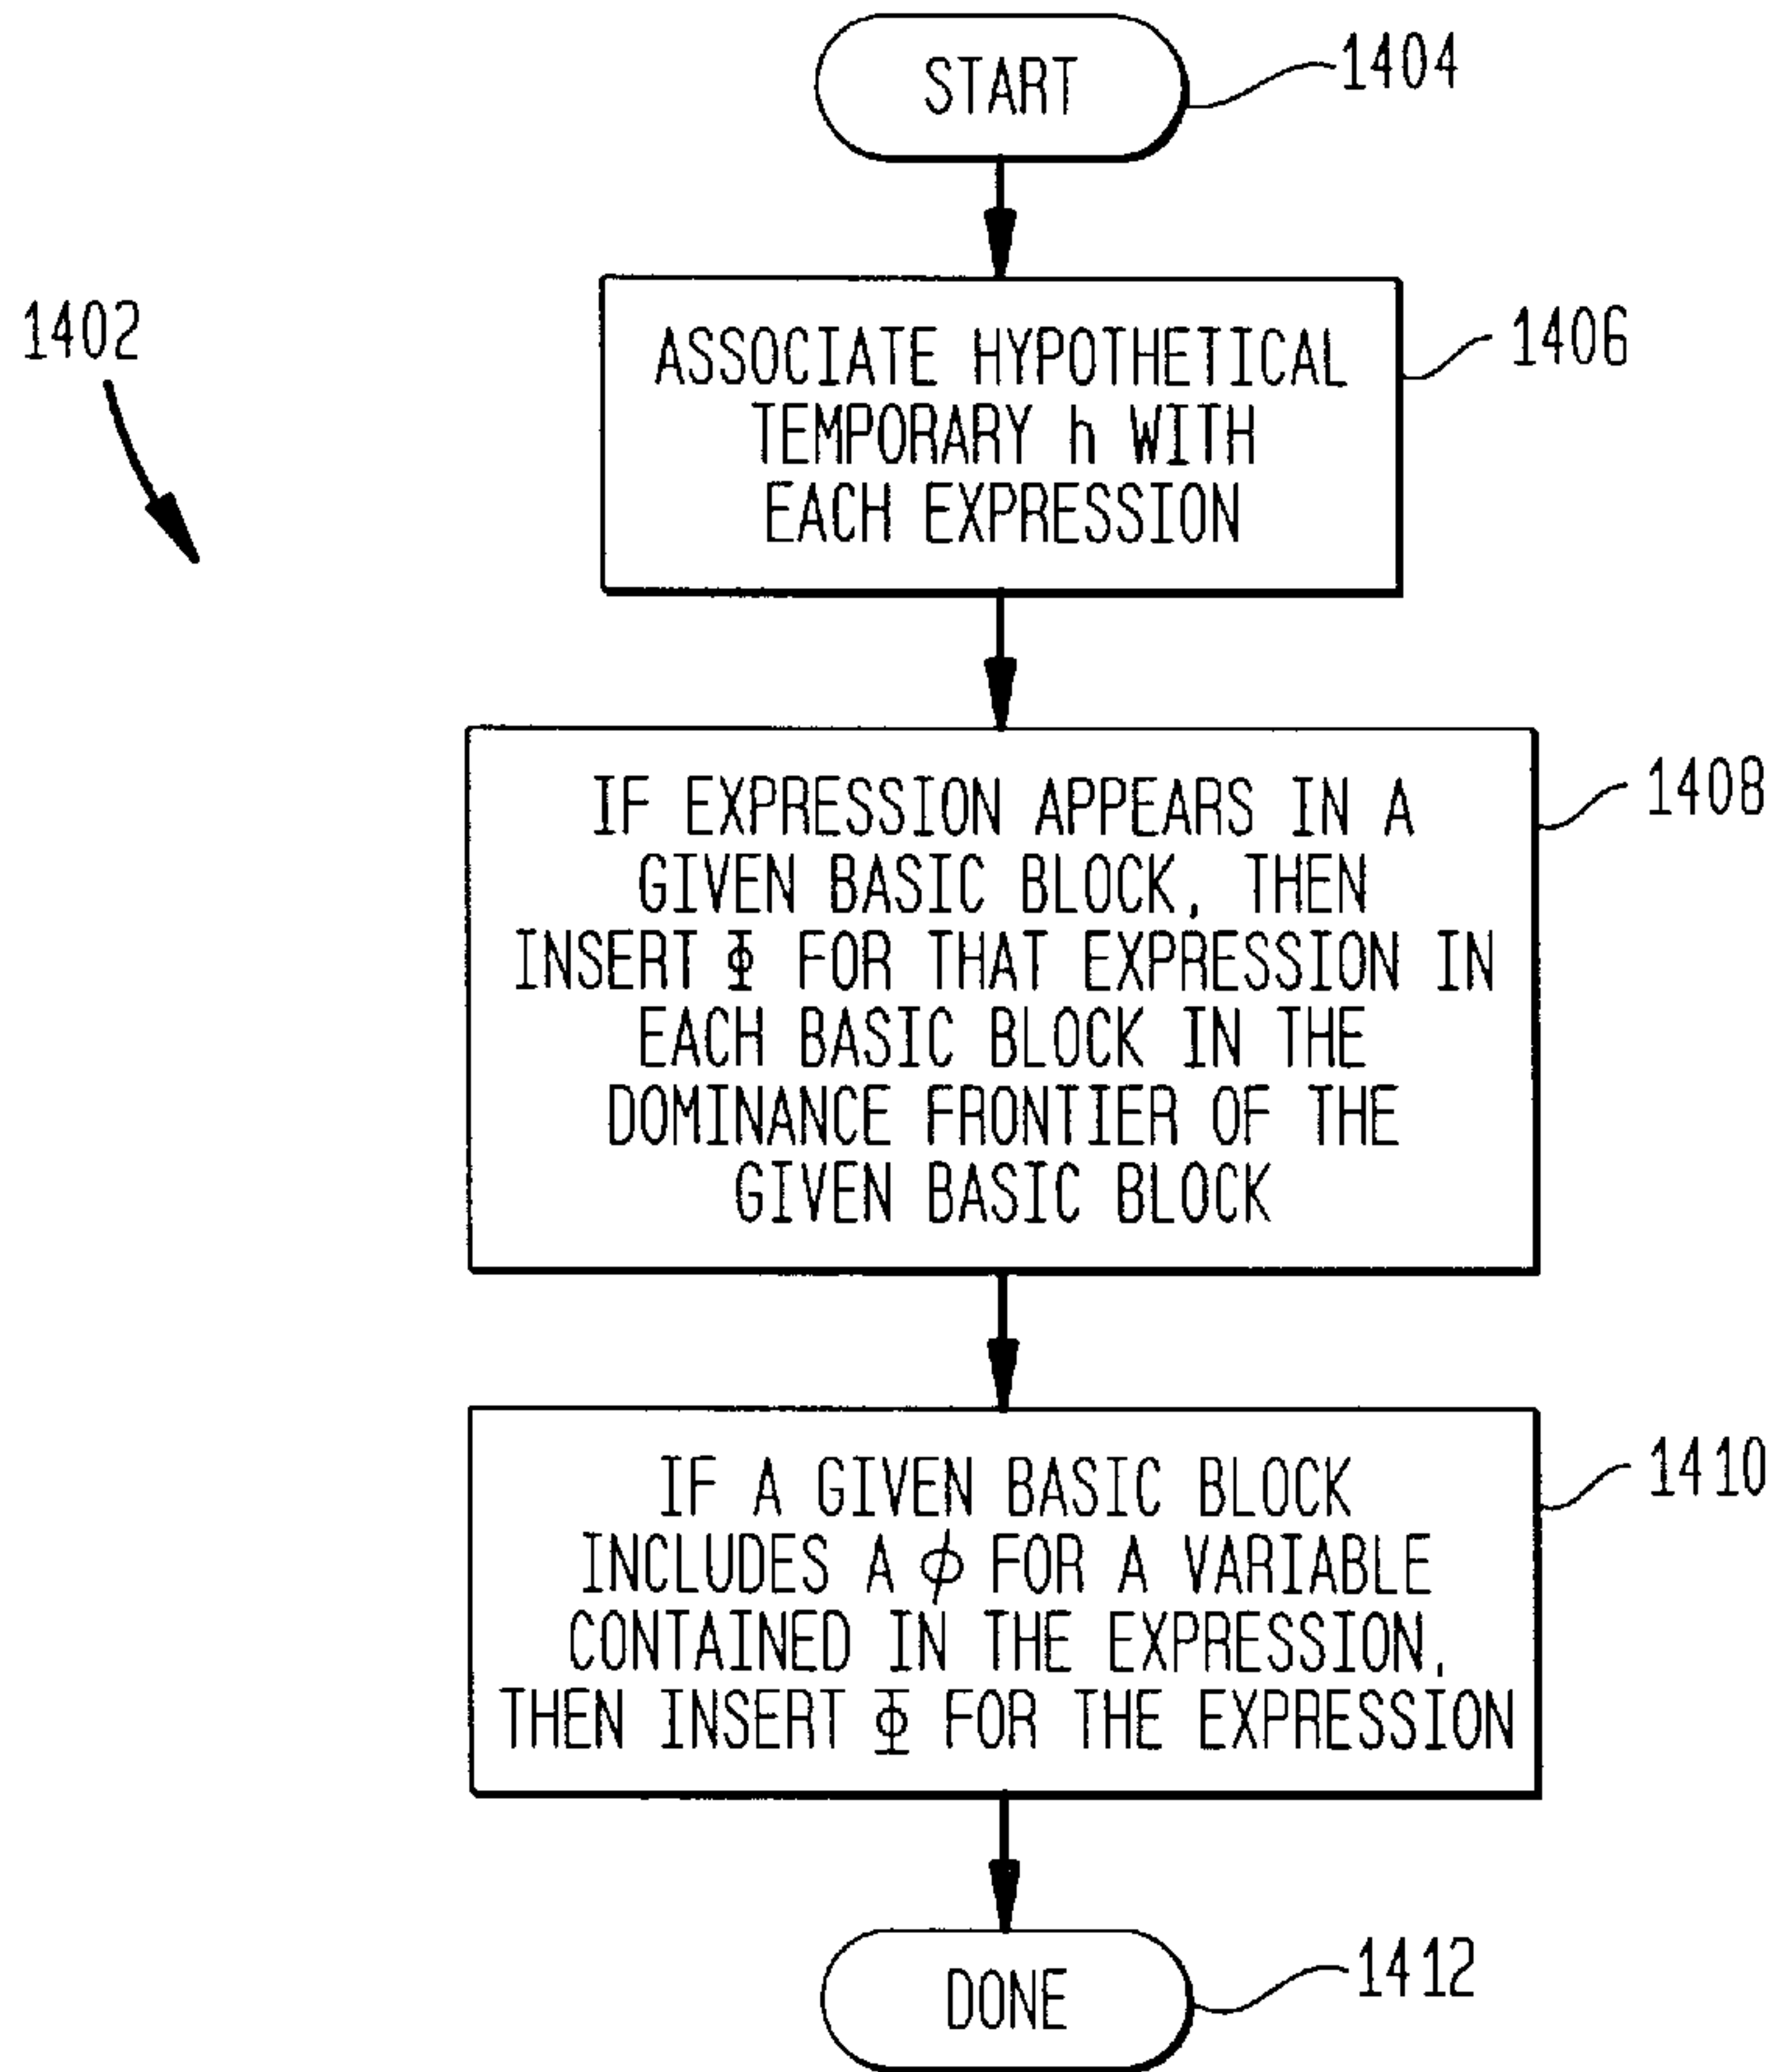 START
1404
1402
ASSOCIATE HYPOTHETICAL
TEMPORARY h WITH
EACH EXPRESSION
1406
IF EXPRESSION APPEARS IN A
GIVEN BASIC BLOCK, THEN
INSERT Φ FOR THAT EXPRESSION IN
EACH BASIC BLOCK IN THE
DOMINANCE FRONTIER OF THE
GIVEN BASIC BLOCK
1408
IF A GIVEN BASIC BLOCK
INCLUDES A ϕ FOR A VARIABLE
CONTAINED IN THE EXPRESSION,
THEN INSERT Φ FOR THE EXPRESSION
1410
DONE
1412